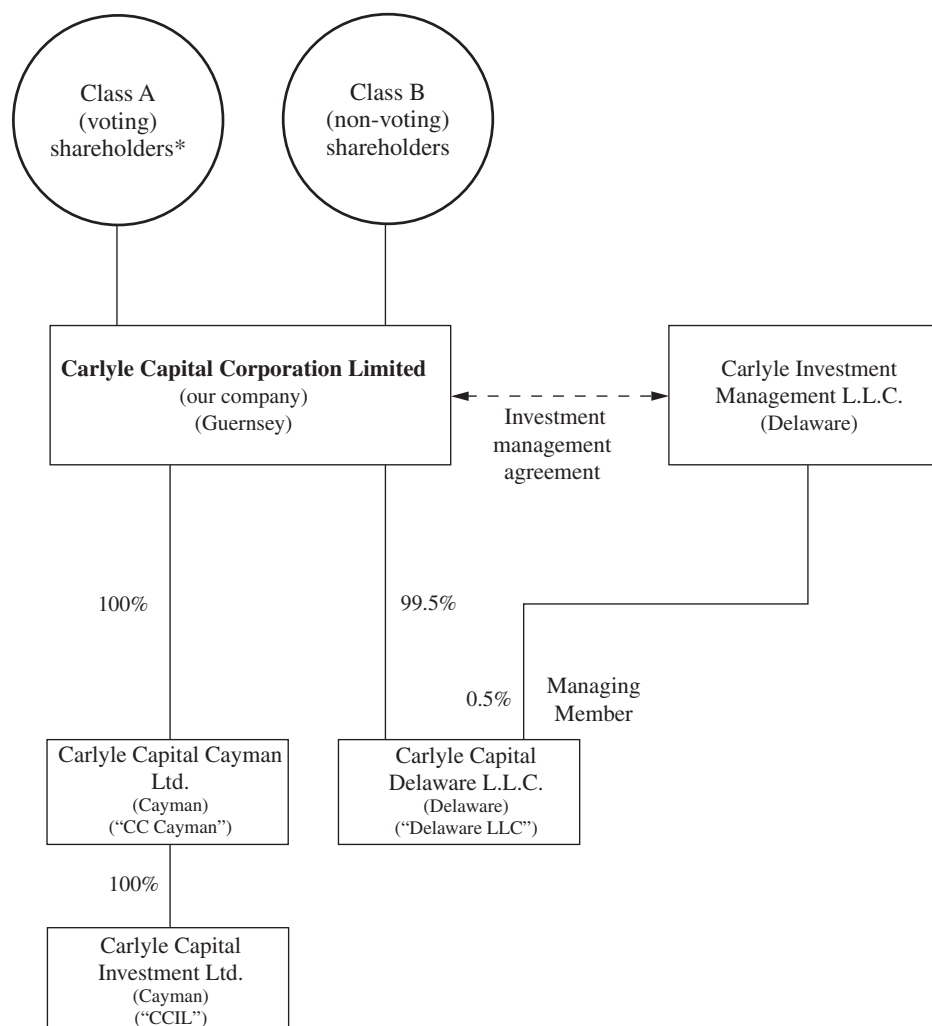 Class A
(voting)
shareholders*
Class B
(non-voting)
shareholders
Carlyle Capital Corporation Limited
(our company)
(Guernsey)
Investment
management
agreement
Carlyle Investment
Management L.L.C.
(Delaware)
100%
99.5%
0.5%
Managing
Member
Carlyle Capital Cayman
Ltd.
(Cayman)
(“CC Cayman”)
Carlyle Capital
Delaware L.L.C.
(Delaware)
(“Delaware LLC”)
100%
Carlyle Capital
Investment Ltd.
(Cayman)
(“CCIL”)